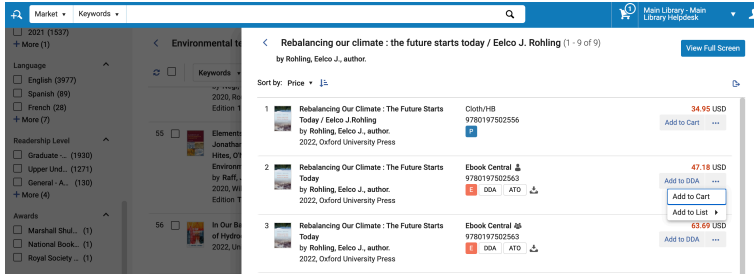 Market Keywords
1
Main Library - Main
Library Helpdesk
2021 (1537)
+ More (1)
Language
English (3977)
Spanish (89)
French (28)
+ More (7)
Readership Level
Graduate -... (1930)
Upper Und... (1271)
General - A... (130)
+ More (4)
Awards
Marshall Shul... (1)
National Book... (1)
Royal Society ... (1)
Environmental te
Keywords
2020, Ro
Edition 1
55
Elements
Jonathar
Hites, O'f
Environm
by Raff, .
2020, Wil
Edition T
56
In Our Ba
of Hydro
2022, Un
Rebalancing our climate : the future starts today / Eelco J. Rohling (1 - 9 of 9)
by Rohling, Eelco J., author.
View Full Screen
Sort by: Price
1
Rebalancing Our Climate : The Future Starts
Today / Eelco J.Rohling
by Rohling, Eelco J., author.
2022, Oxford University Press
Cloth/HB
9780197502556
P
34.95 USD
Add to Cart ...
2
Rebalancing Our Climate : The Future Starts
Today
by Rohling, Eelco J., author.
2022, Oxford University Press
Ebook Central
9780197502563
E DDA ATO
47.18 USD
Add to DDA ...
Add to Cart
Add to List
3
Rebalancing Our Climate : The Future Starts
Today
by Rohling, Eelco J., author.
2022, Oxford University Press
Ebook Central
9780197502563
E DDA ATO
63.69 USD
Add to DDA ...